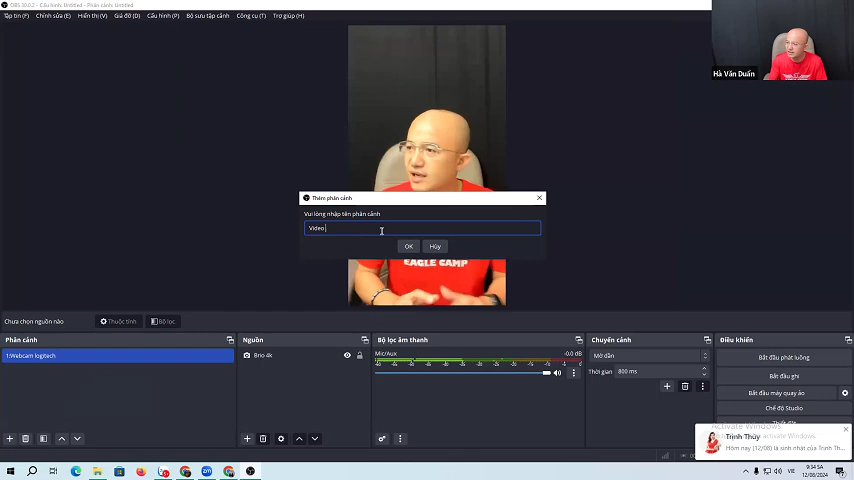 OBS 30.0.2 - Cấu hình: Untitled - Phân cảnh: Untitled
Tập tin (F) Chỉnh sửa (E) Hiển thị (V) Giá đỡ (D) Cấu hình (P) Bộ sưu tập cảnh Công cụ (T) Trợ giúp (H)
Hà Văn Duẩn
Thêm phân cảnh
Vui lòng nhập tên phân cảnh
Video
OK Hủy
EAGLE CAMP
Chưa chọn nguồn nào Thuộc tính Bộ lọc
Phân cảnh Nguồn Bộ lọc âm thanh Chuyển cảnh Điều khiển
1:Webcam logitech
Brio 4k
Mic/Aux -0.0 dB
Mờ dần
Thời gian 800 ms
Bắt đầu phát luồng
Bắt đầu ghi
Bắt đầu máy quay ảo
Chế độ Studio
Activate Windows
Trịnh Thúy
Hôm nay (12/08) là sinh nhật của Trịnh Th...
VIE
9:34 SA
12/08/2024